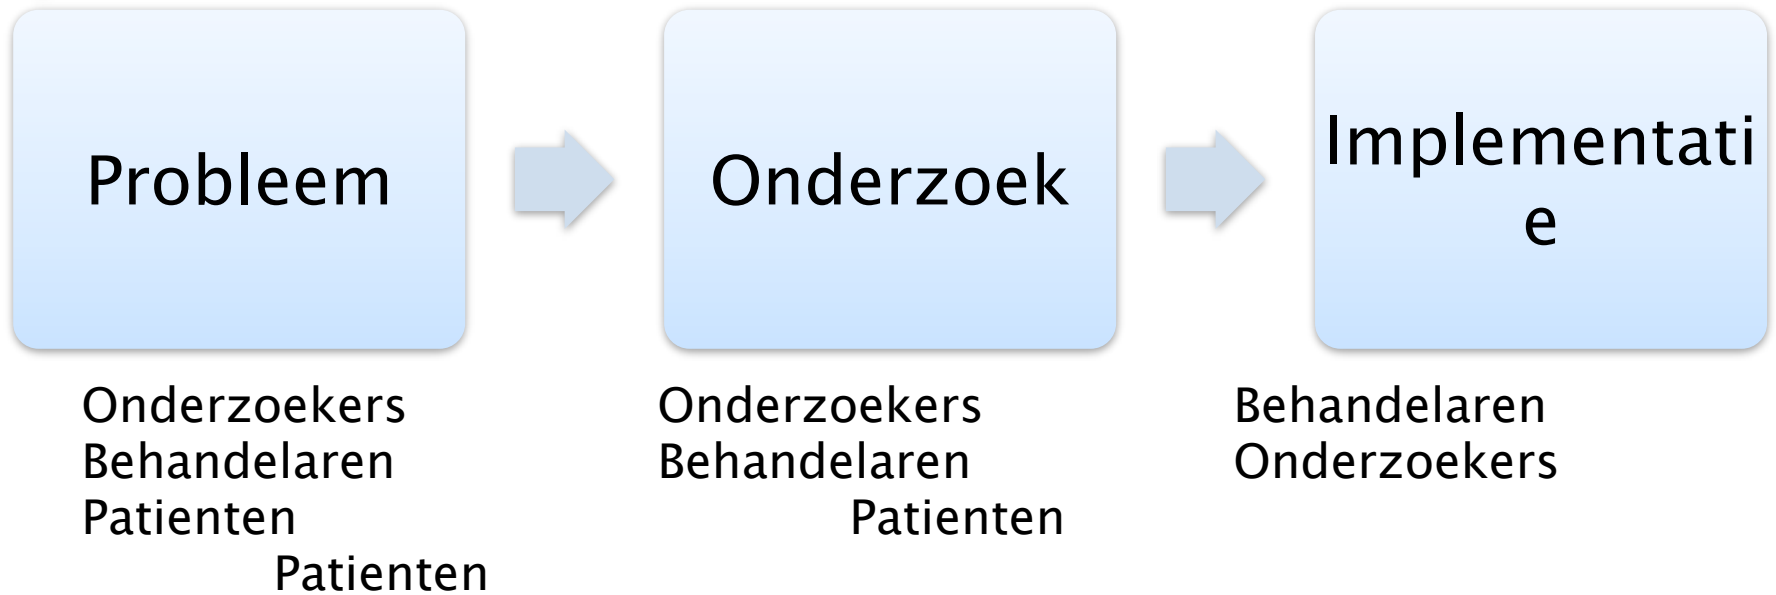 Probleem
Onderzoek
Implementati
e
Onderzoekers
Behandelaren
Patienten
Patienten
Onderzoekers
Behandelaren
Patienten
Behandelaren
Onderzoekers